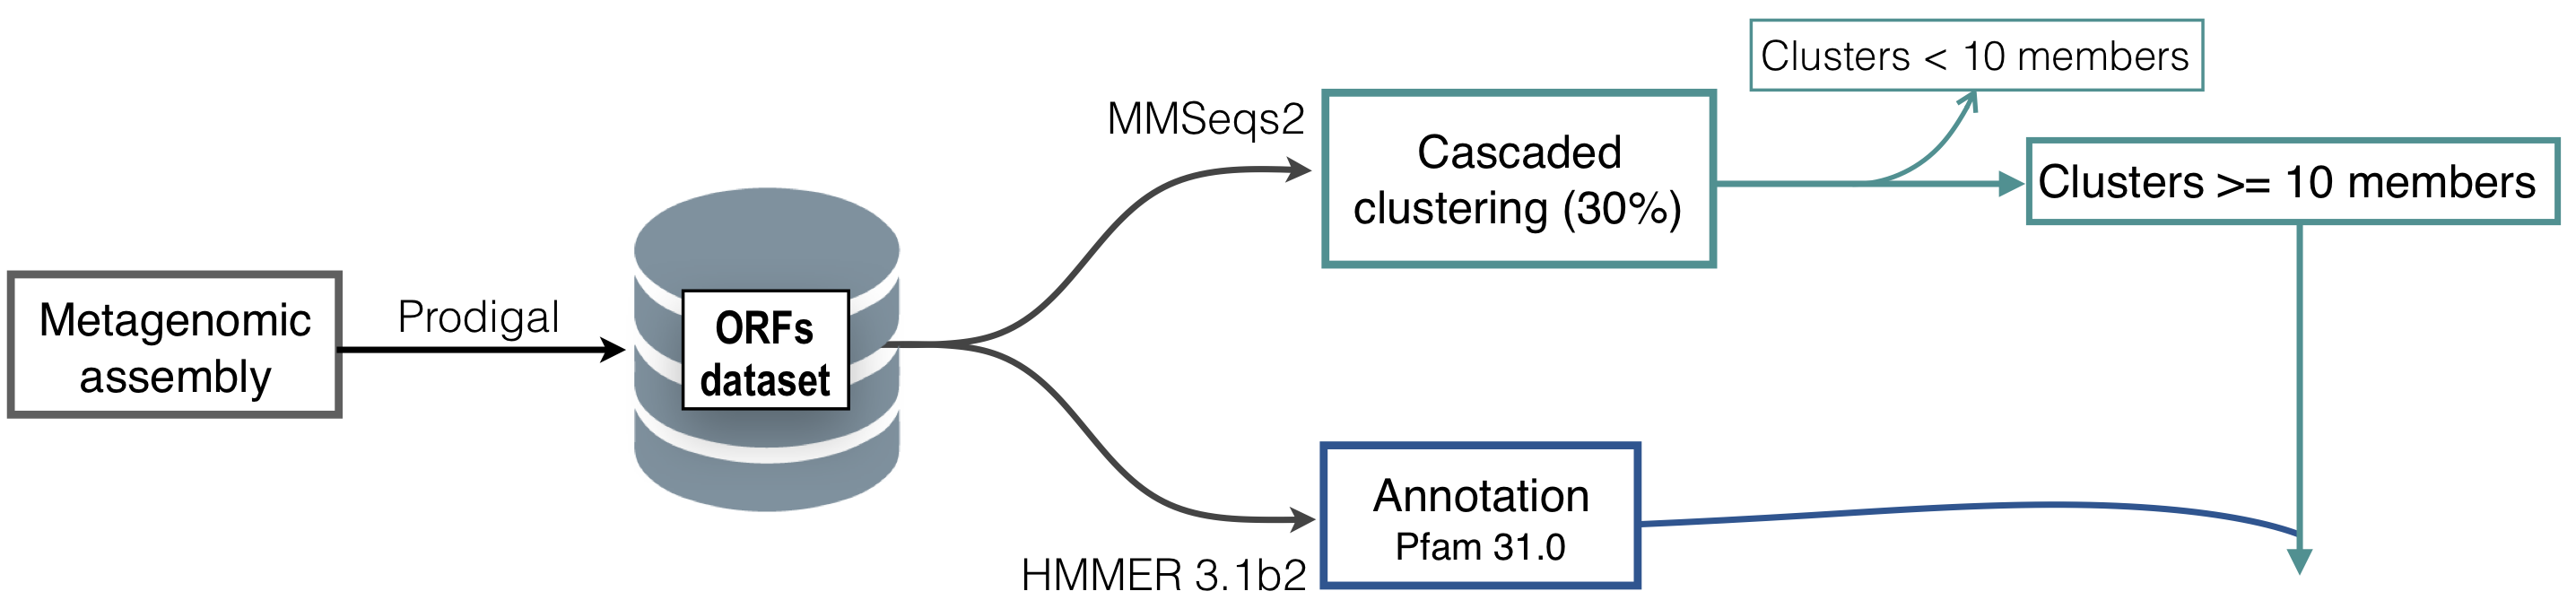 Metagenomic
assembly
Prodigal
ORFs
dataset
MMSeqs2
Cascaded
clustering (30%)
Clusters < 10 members
Clusters >= 10 members
HMMER 3.1b2
Annotation
Pfam 31.0